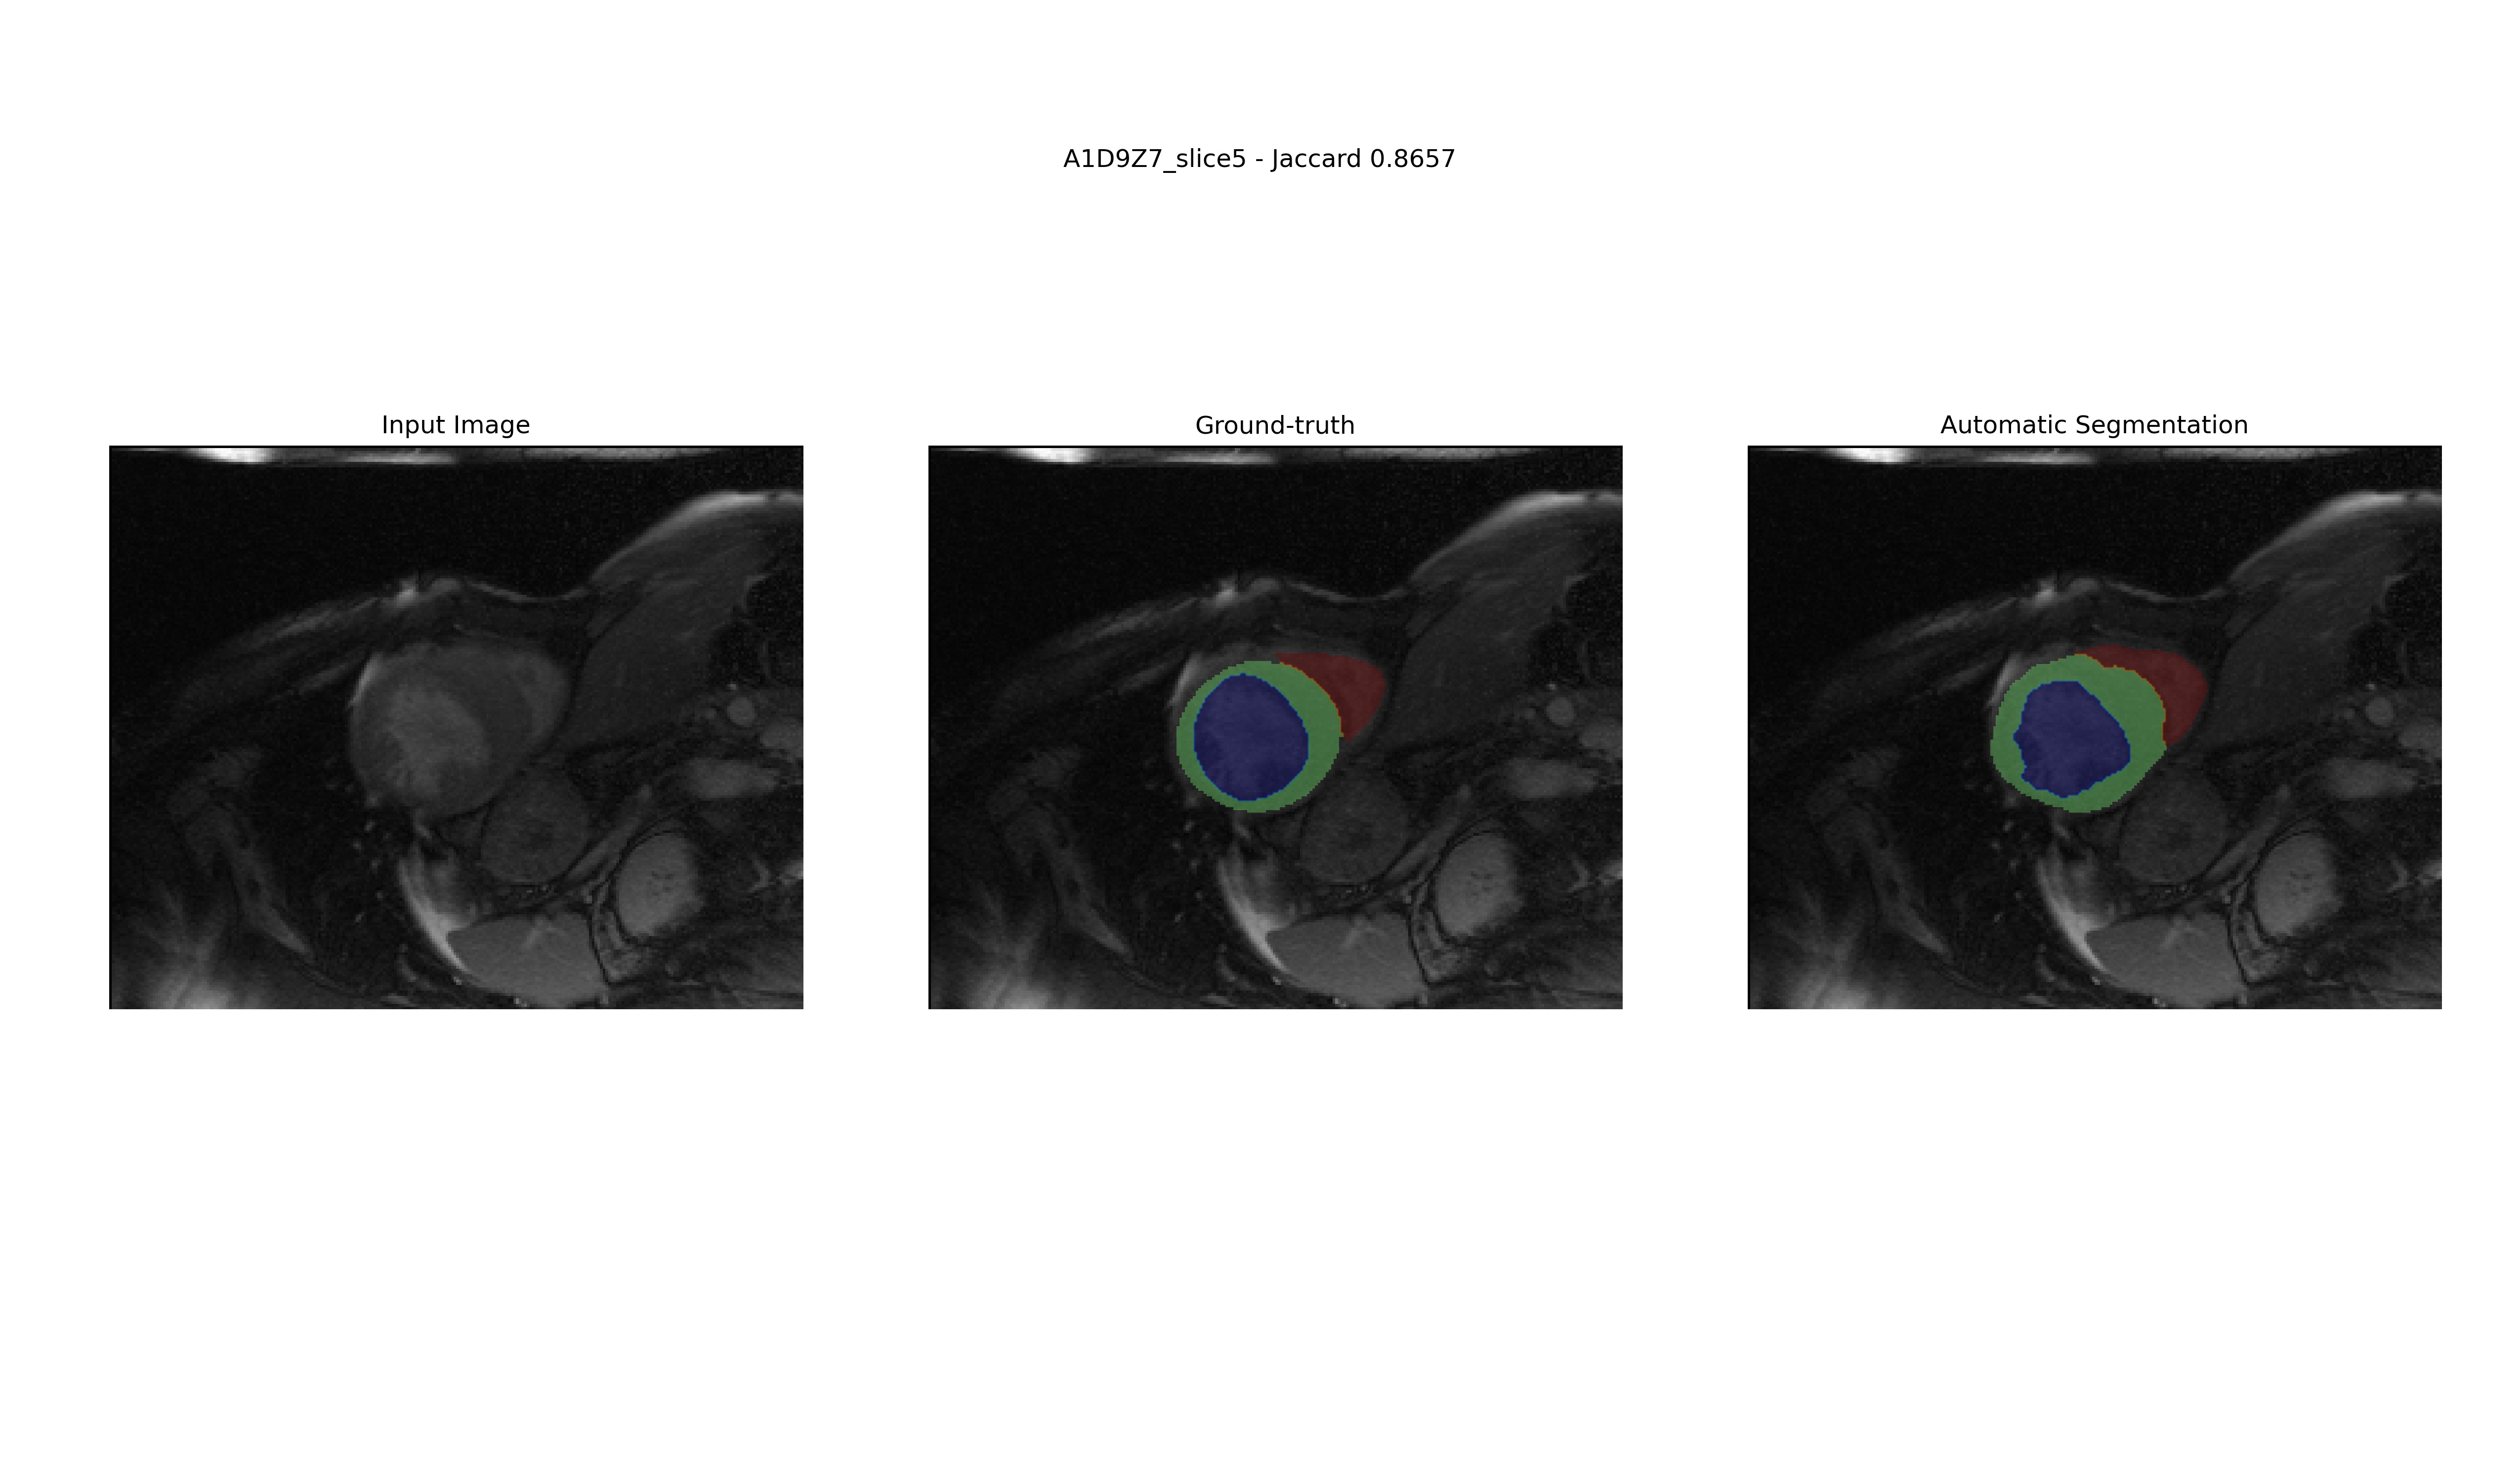 A1D9Z7_slice5 - Jaccard 0.8657
Input Image
Ground-truth
Automatic Segmentation